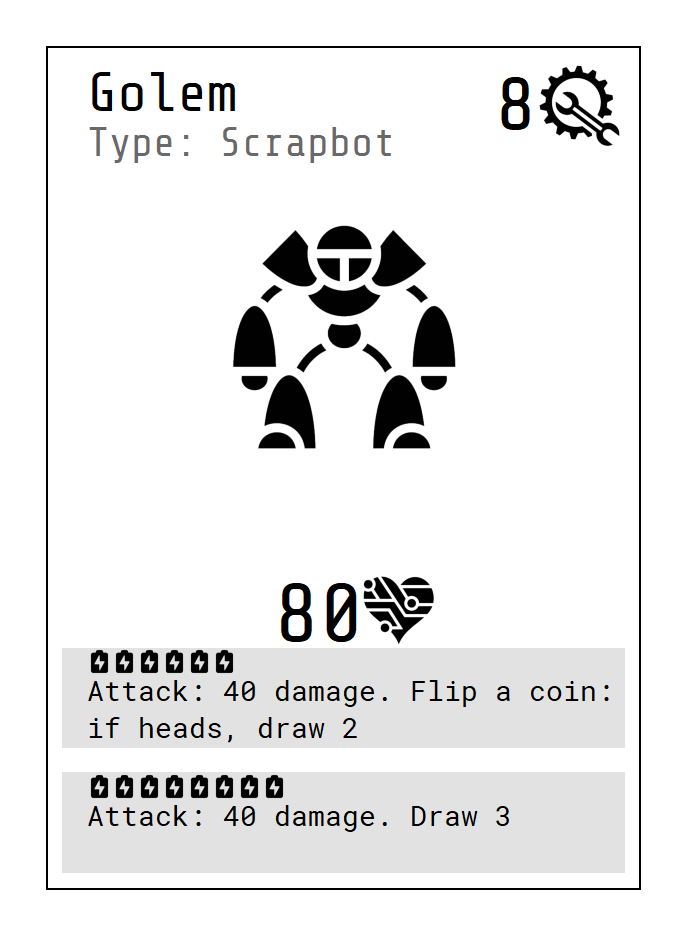 Golem
8
Type: Scrapbot
80
Attack: 40 damage. Flip a coin:
if heads, draw 2
Attack: 40 damage. Draw 3